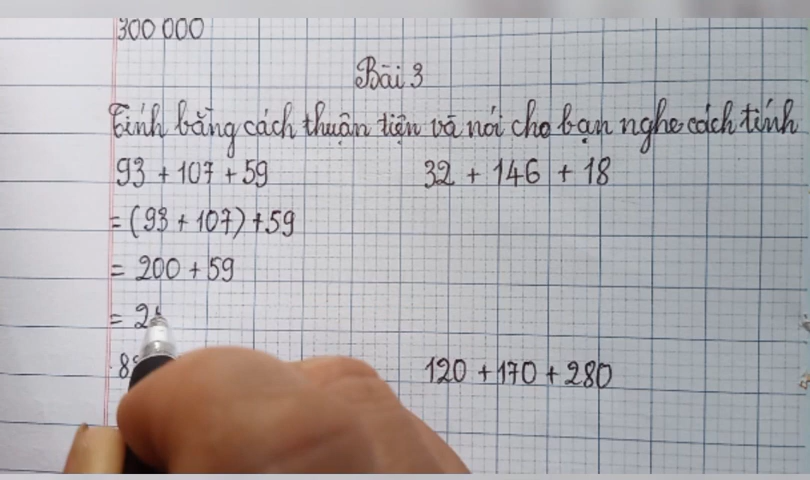 300 000
Bài 3
Tính bằng cách thuận tiện và nói cho bạn nghe cách tính
93 + 107 + 59 32 + 146 + 18
= (93 + 107) + 59
= 200 + 59
= 2
120 + 170 + 280